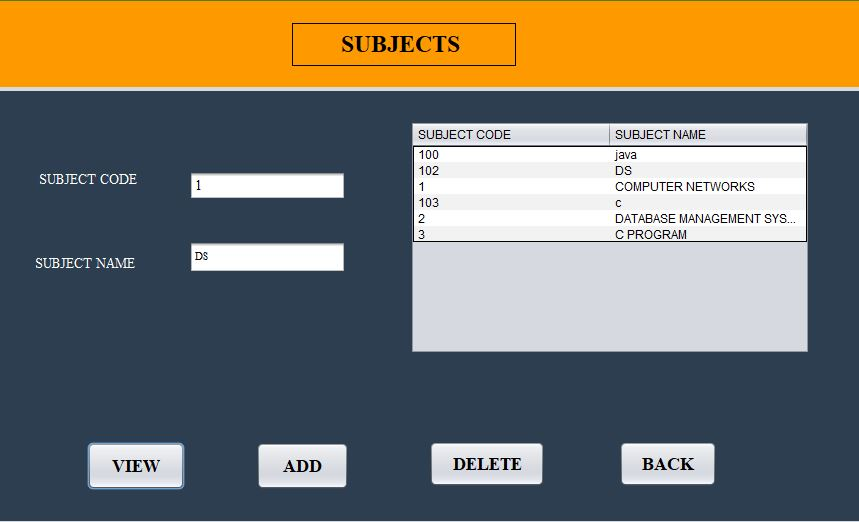 SUBJECTS
SUBJECT CODE
1
SUBJECT NAME
DS
SUBJECT CODE SUBJECT NAME
100 java
102 DS
1 COMPUTER NETWORKS
103 c
2 DATABASE MANAGEMENT SYS...
3 C PROGRAM
VIEW
ADD
DELETE
BACK